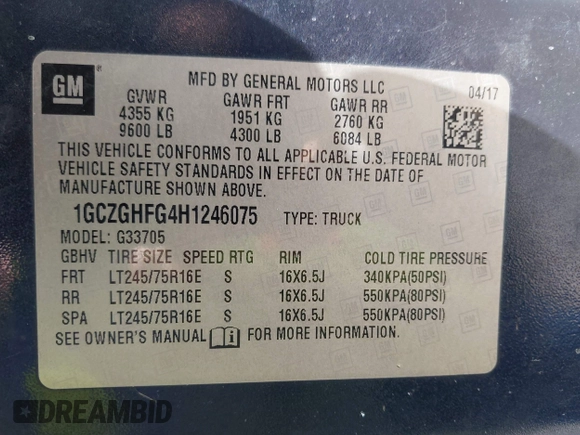 GM
MFD BY GENERAL MOTORS LLC
04/17
GVWR GAWR FRT GAWR RR
4355 KG 1951 KG 2760 KG
9600 LB 4300 LB 6084 LB
THIS VEHICLE CONFORMS TO ALL APPLICABLE U.S. FEDERAL MOTOR
VEHICLE SAFETY STANDARDS IN EFFECT ON THE DATE OF
MANUFACTURE SHOWN ABOVE.
1GCZGHFG4H1246075 TYPE: TRUCK
MODEL: G33705
GBHV TIRE SIZE SPEED RTG RIM COLD TIRE PRESSURE
FRT LT245/75R16E S 16X6.5J 340KPA(50PSI)
RR LT245/75R16E S 16X6.5J 550KPA(80PSI)
SPA LT245/75R16E S 16X6.5J 550KPA(80PSI)
SEE OWNER'S MANUAL FOR MORE INFORMATION.
DREAMBID